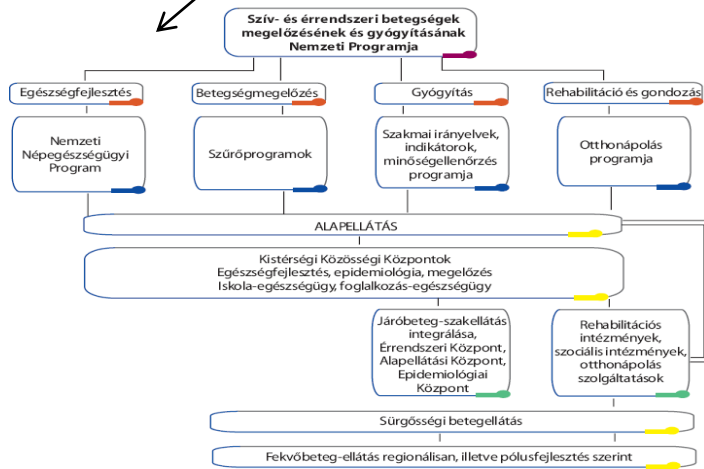 Szív- és érrendszeri betegségek
megelőzésének és gyógyításának
Nemzeti Programja
Egészségfejlesztés
Betegségmegelőzés
Gyógyítás
Rehabilitáció és gondozás
Nemzeti
Népegészségügyi
Program
Szűrőprogramok
Szakmai irányelvek,
indikátorok,
minőségellenőrzés
programja
Otthonápolás
programja
ALAPELLÁTÁS
Kistérségi Közösségi Központok
Egészségfejlesztés, epidemiológia, megelőzés
Iskola-egészségügy, foglalkozás-egészségügy
Járóbeteg-szakellátás
integrálása,
Érrendszeri Központ,
Alapellátási Központ,
Epidemiológiai
Központ
Rehabilitációs
intézmények,
szociális intézmények,
otthonápolás
szolgáltatások
Sürgősségi betegellátás
Fekvőbeteg-ellátás regionálisan, illetve pólusfejlesztés szerint